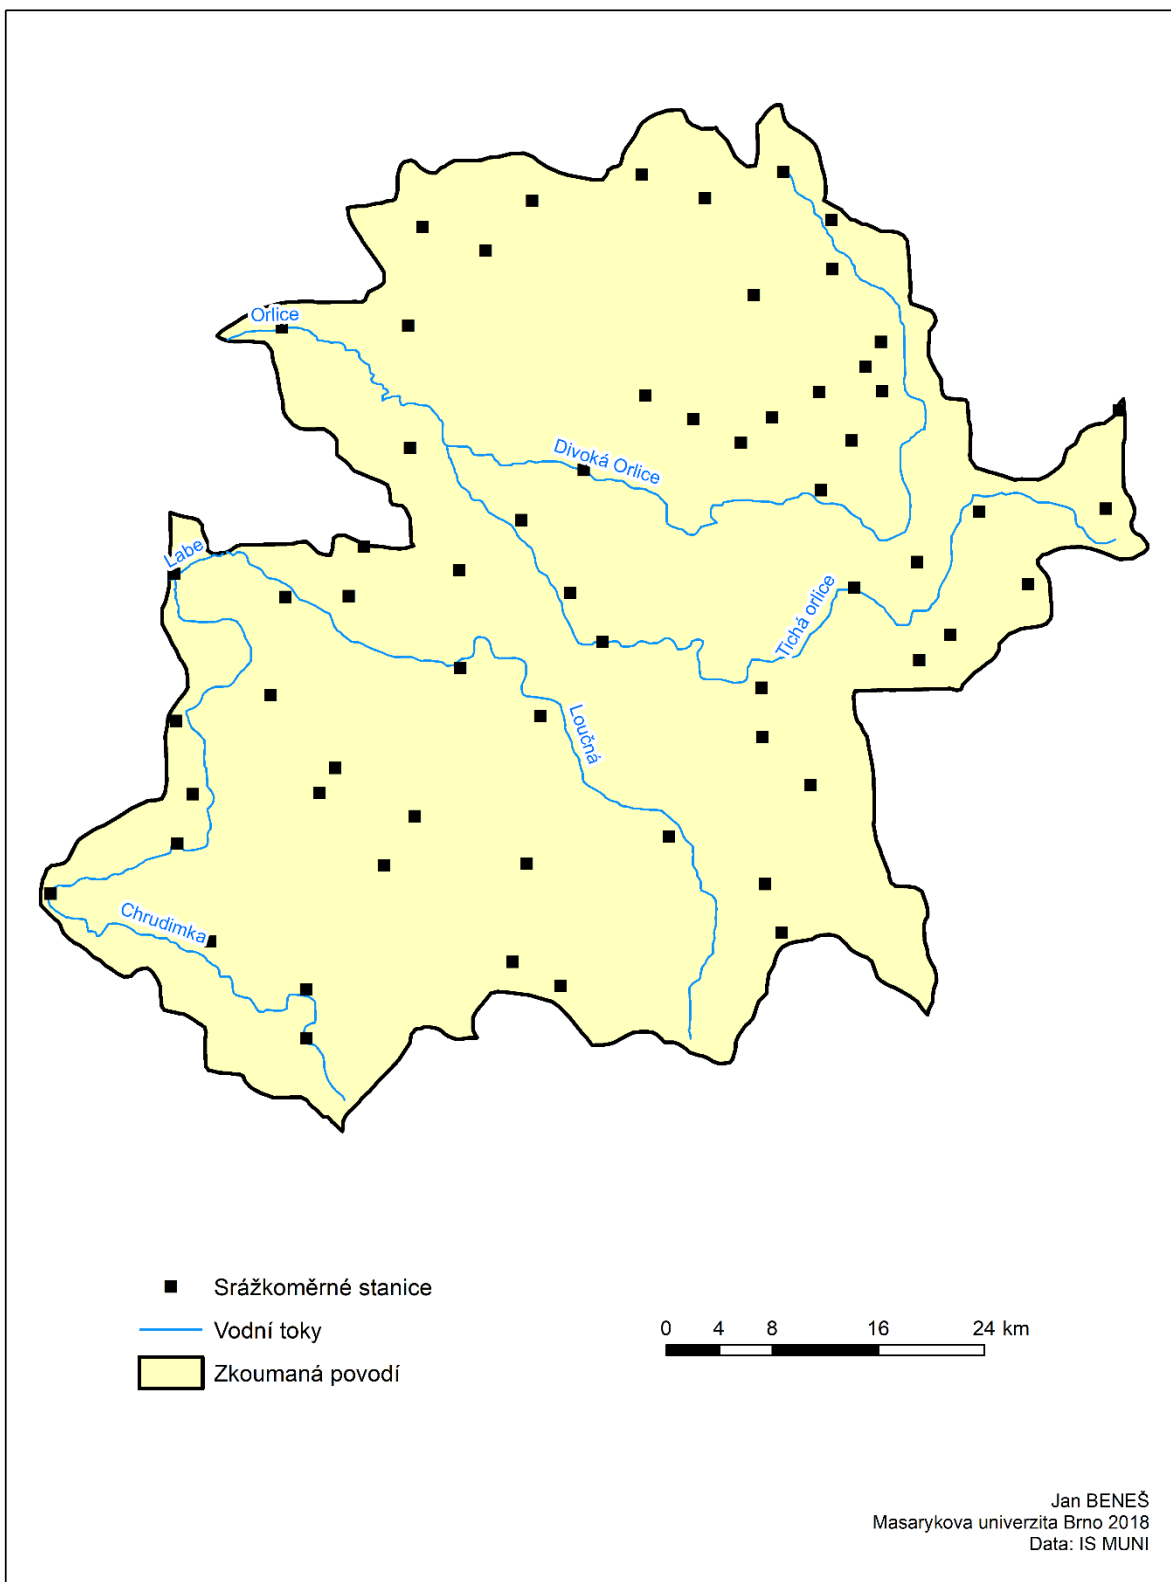 Orlice
Divoká Orlice
Labe
Tichá orlice
Loučná
Chrudimka
Srážkoměrné stanice
Vodní toky
Zkoumaná povodí
0 4 8 16 24 km
Jan BENEŠ
Masarykova univerzita Brno 2018
Data: IS MUNI